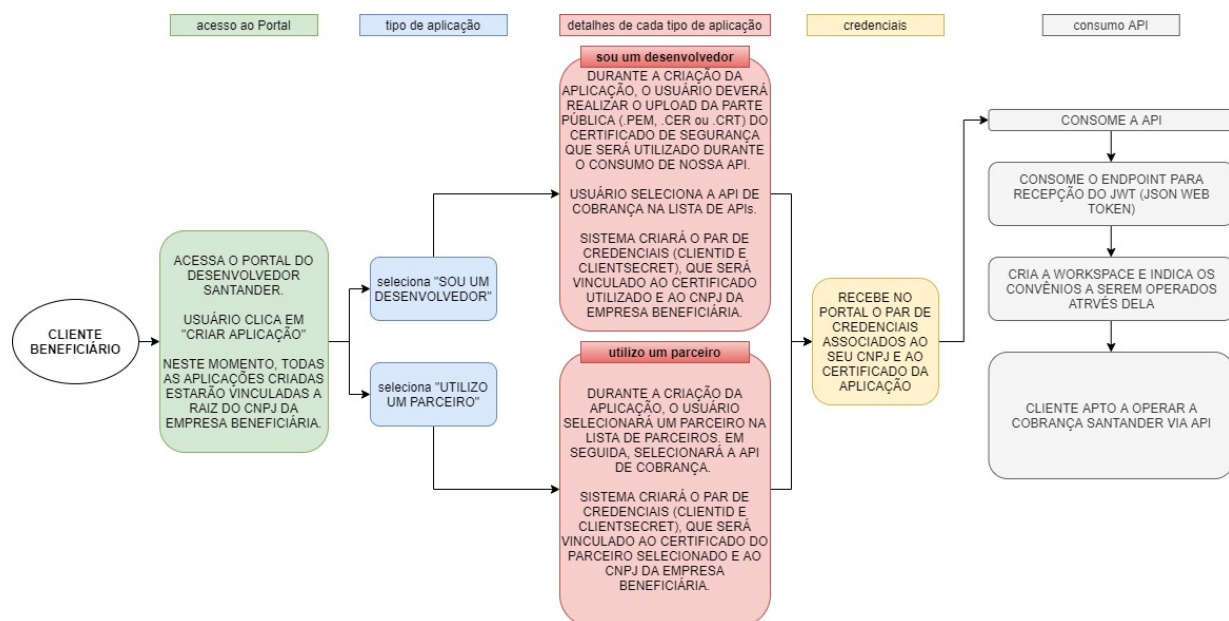 acesso ao Portal
tipo de aplicação
detalhes de cada tipo de aplicação
credenciais
consumo API
CLIENTE
BENEFICIÁRIO
ACESSA O PORTAL DO
DESENVOLVEDOR
SANTANDER.
USUÁRIO CLICA EM
"CRIAR APLICAÇÃO"
NESTE MOMENTO, TODAS
AS APLICAÇÕES CRIADAS
ESTARÃO VINCULADAS A
RAIZ DO CNPJ DA
EMPRESA BENEFICIÁRIA.
seleciona "SOU UM
DESENVOLVEDOR"
seleciona "UTILIZO
UM PARCEIRO"
sou um desenvolvedor
DURANTE A CRIAÇÃO DA
APLICAÇÃO, O USUÁRIO DEVERÁ
REALIZAR O UPLOAD DA PARTE
PÚBLICA (.PEM, .CER ou .CRT) DO
CERTIFICADO DE SEGURANÇA
QUE SERÁ UTILIZADO DURANTE
O CONSUMO DE NOSSA API.
USUÁRIO SELECIONA A API DE
COBRANÇA NA LISTA DE APIs.
SISTEMA CRIARÁ O PAR DE
CREDENCIAIS (CLIENTID E
CLIENTSECRET), QUE SERÁ
VINCULADO AO CERTIFICADO
UTILIZADO E AO CNPJ DA
EMPRESA BENEFICIÁRIA.
utilizo um parceiro
DURANTE A CRIAÇÃO DA
APLICAÇÃO, O USUÁRIO
SELECIONARÁ UM PARCEIRO NA
LISTA DE PARCEIROS. EM
SEGUIDA, SELECIONARÁ A API
DE COBRANÇA.
SISTEMA CRIARÁ O PAR DE
CREDENCIAIS (CLIENTID E
CLIENTSECRET), QUE SERÁ
VINCULADO AO CERTIFICADO DO
PARCEIRO SELECIONADO E AO
CNPJ DA EMPRESA
BENEFICIÁRIA.
RECEBE NO
PORTAL O PAR DE
CREDENCIAIS
ASSOCIADOS AO
SEU CNPJ E AO
CERTIFICADO DA
APLICAÇÃO
CONSOME A API
CONSOME O ENDPOINT PARA
RECEPÇÃO DO JWT (JSON WEB
TOKEN)
CRIA A WORKSPACE E INDICA OS
CONVÊNIOS A SEREM OPERADOS
ATRVÉS DELA
CLIENTE APTO A OPERAR A
COBRANÇA SANTANDER VIA API